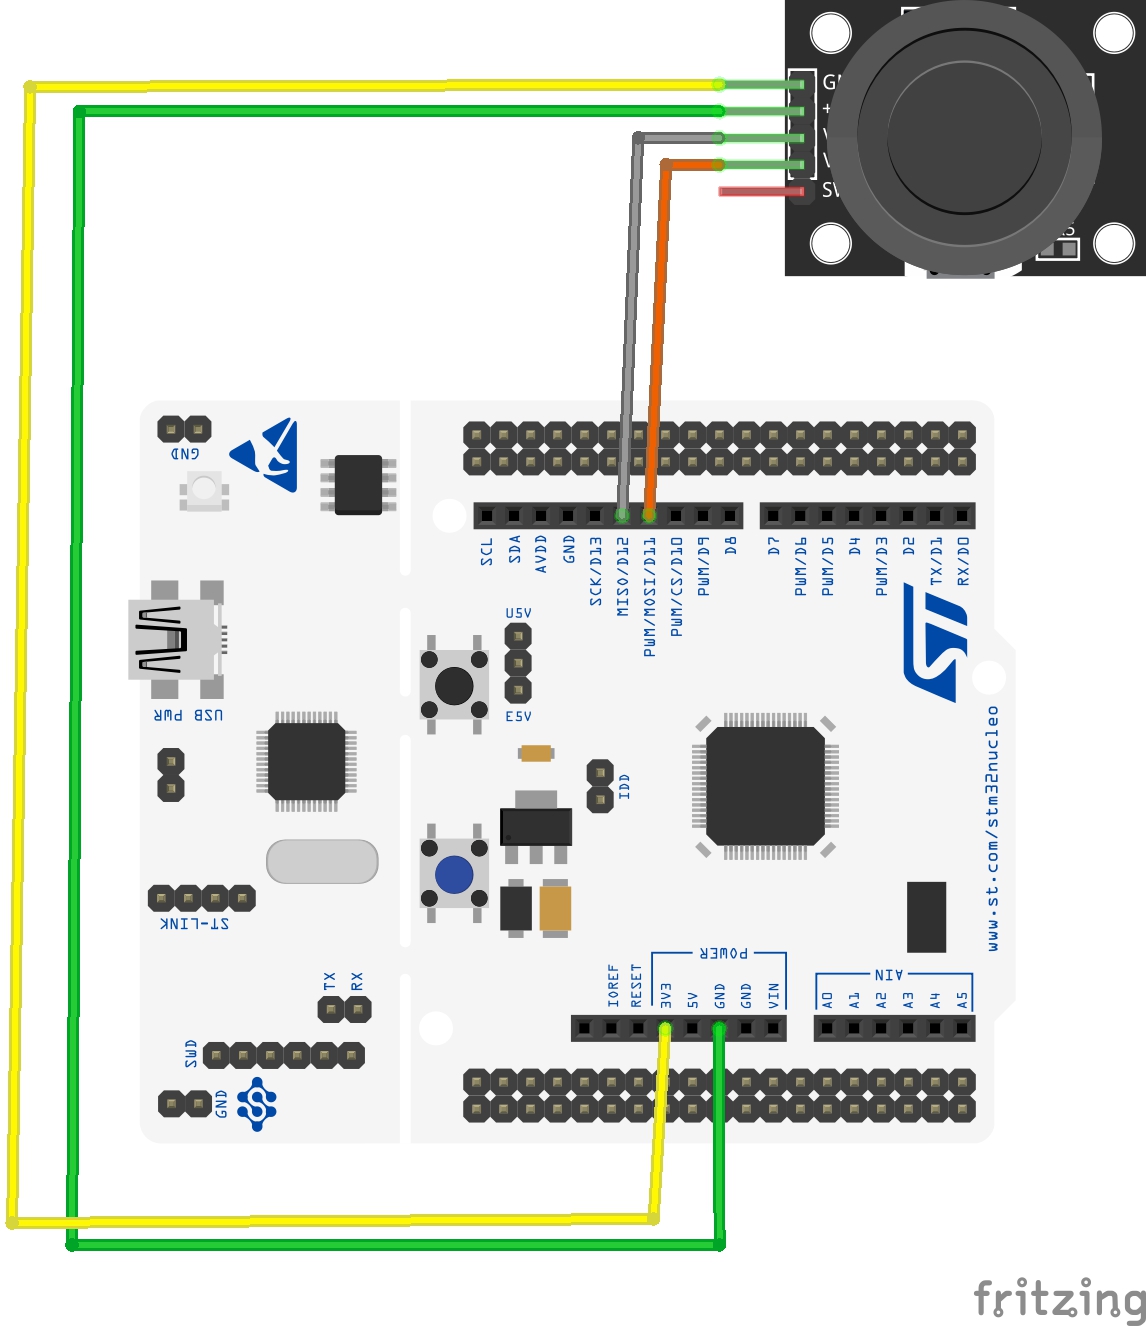 GND
SCL
SDA
AVDD
GND
SCK/D13
MISO/D12
PWM/MOSI/D11
PWM/CS/D10
PWM/D9
D8
D7
PWM/D6
PWM/D5
D4
PWM/D3
D2
TX/D1
RX/D0
U5V
E5V
USB PWR
IDD
ST-LINK
www.st.com/stm32nucleo
TX
RX
SWD
GND
POWER
IOREF
RESET
3V3
5V
GND
GND
VIN
AIN
A0
A1
A2
A3
A4
A5
fritzing